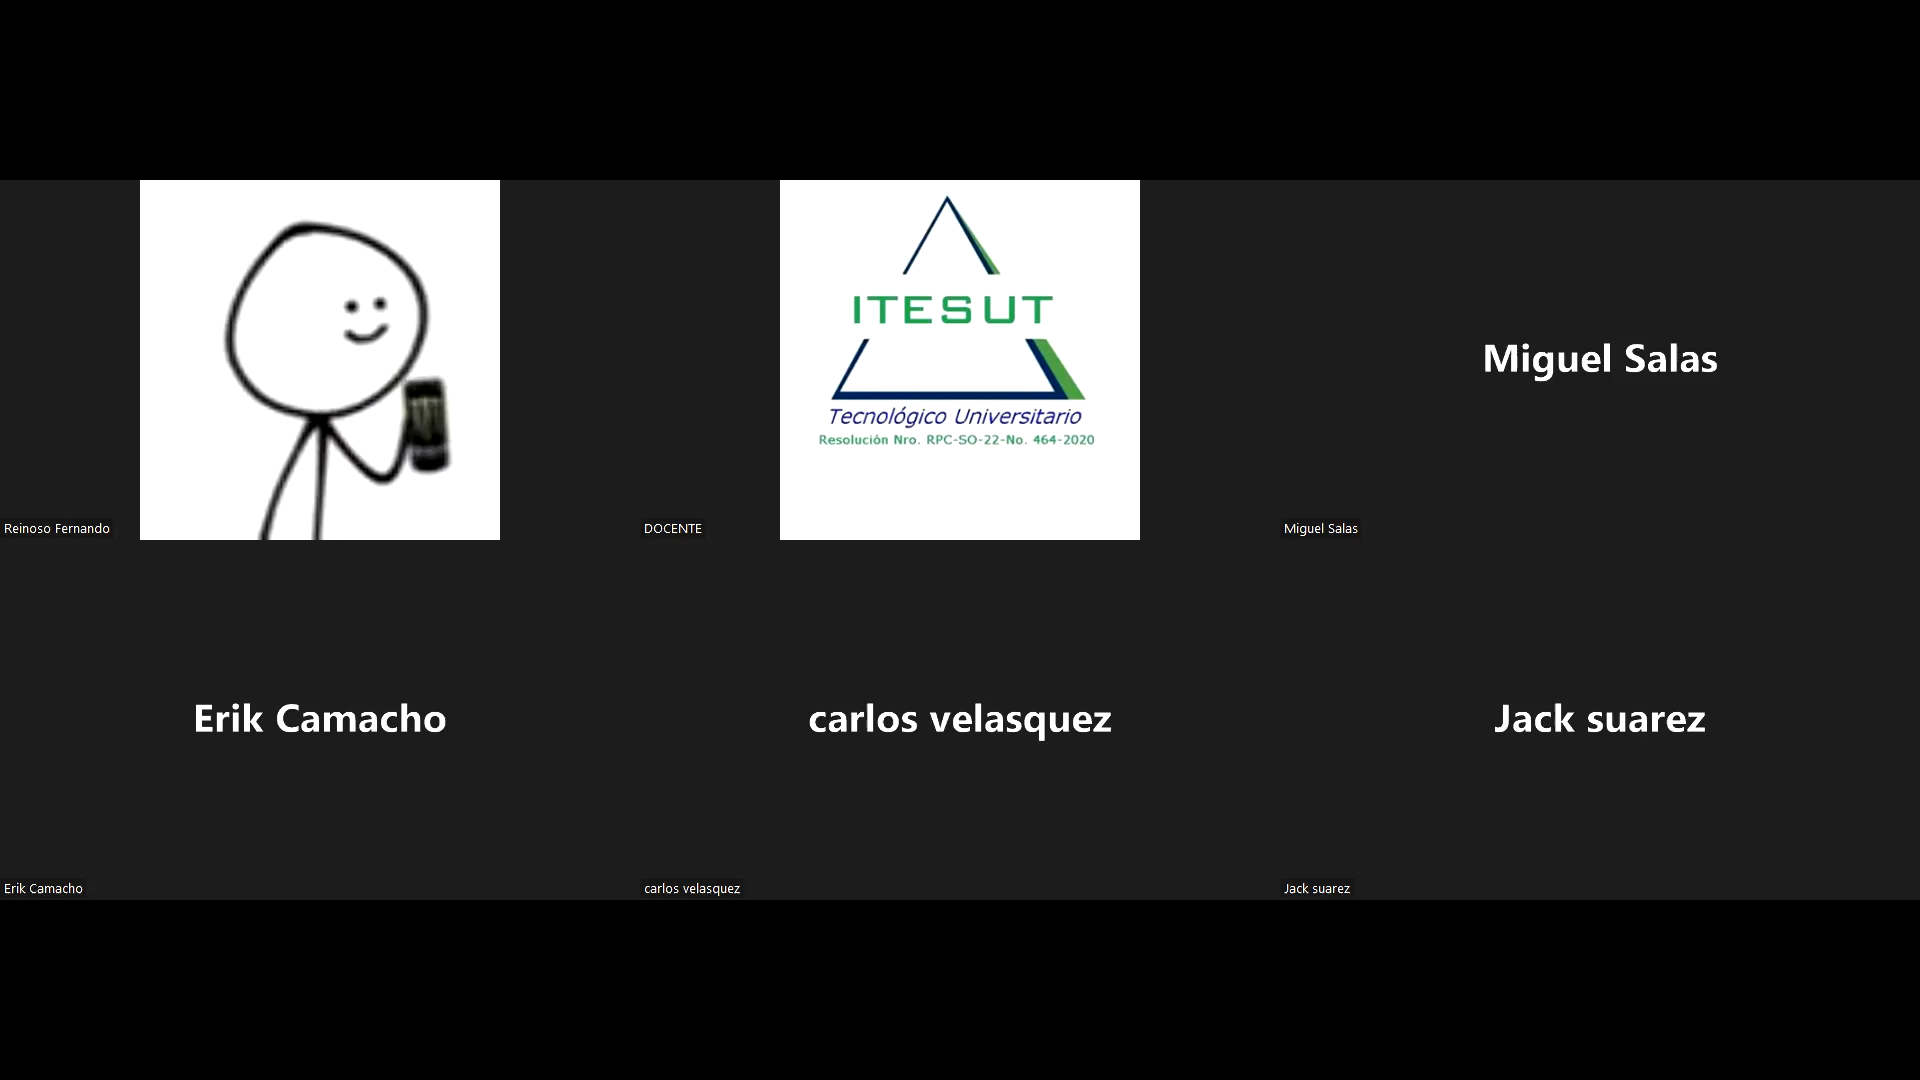 ITESUT
Tecnológico Universitario
Resolución Nro. RPC-SO-22-No. 464-2020
Miguel Salas
Reinoso Fernando
DOCENTE
Miguel Salas
Erik Camacho
carlos velasquez
Jack suarez
Erik Camacho
carlos velasquez
Jack suarez